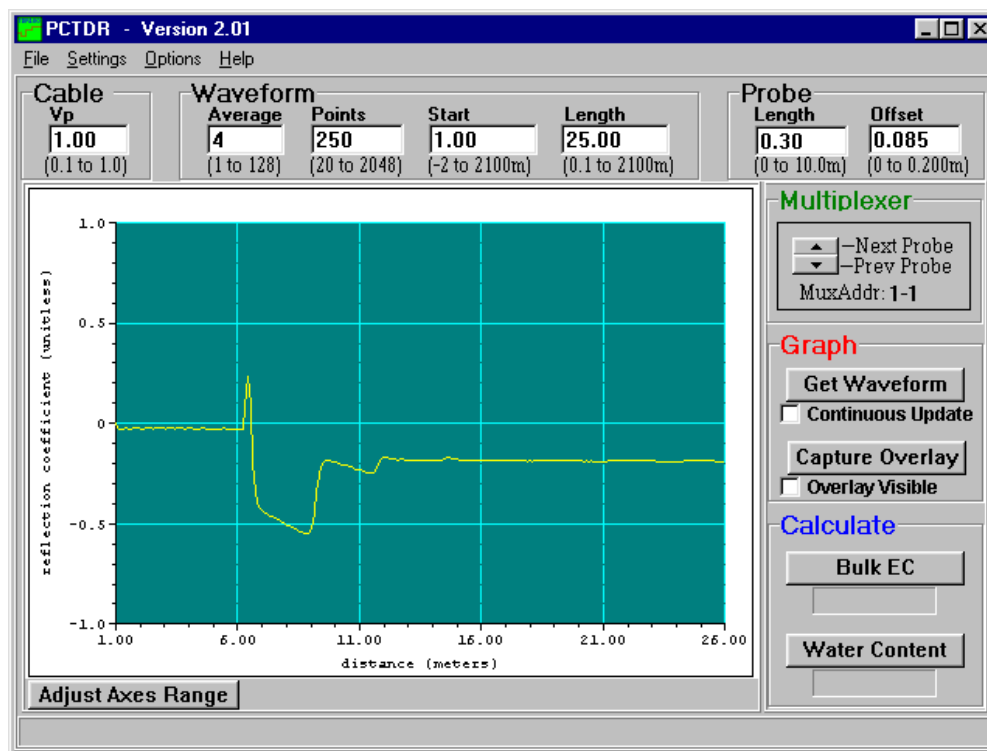 PCTDR - Version 2.01
File Settings Options Help
Cable
Vp
1.00
(0.1 to 1.0)
Waveform
Average Points Start Length
4 250 1.00 25.00
(1 to 128) (20 to 2048) (-2 to 2100m) (0.1 to 2100m)
Probe
Length Offset
0.30 0.085
(0 to 10.0m) (0 to 0.200m)
reflection coefficient (unitless)
1.0
0.5
0
-0.5
-1.0
1.00 6.00 11.00 16.00 21.00 26.00
distance (meters)
Adjust Axes Range
Multiplexer
Next Probe
Prev Probe
MuxAddr: 1-1
Graph
Get Waveform
Continuous Update
Capture Overlay
Overlay Visible
Calculate
Bulk EC
Water Content